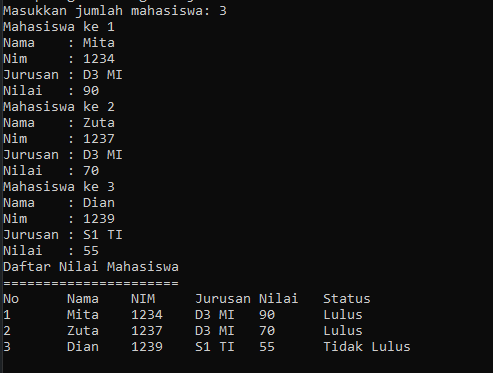 Masukkan jumlah mahasiswa: 3
Mahasiswa ke 1
Nama    : Mita
Nim     : 1234
Jurusan : D3 MI
Nilai   : 90
Mahasiswa ke 2
Nama    : Zuta
Nim     : 1237
Jurusan : D3 MI
Nilai   : 70
Mahasiswa ke 3
Nama    : Dian
Nim     : 1239
Jurusan : S1 TI
Nilai   : 55
Daftar Nilai Mahasiswa
======================
No      Nama    NIM     Jurusan Nilai   Status
1       Mita    1234    D3 MI   90      Lulus
2       Zuta    1237    D3 MI   70      Lulus
3       Dian    1239    S1 TI   55      Tidak Lulus